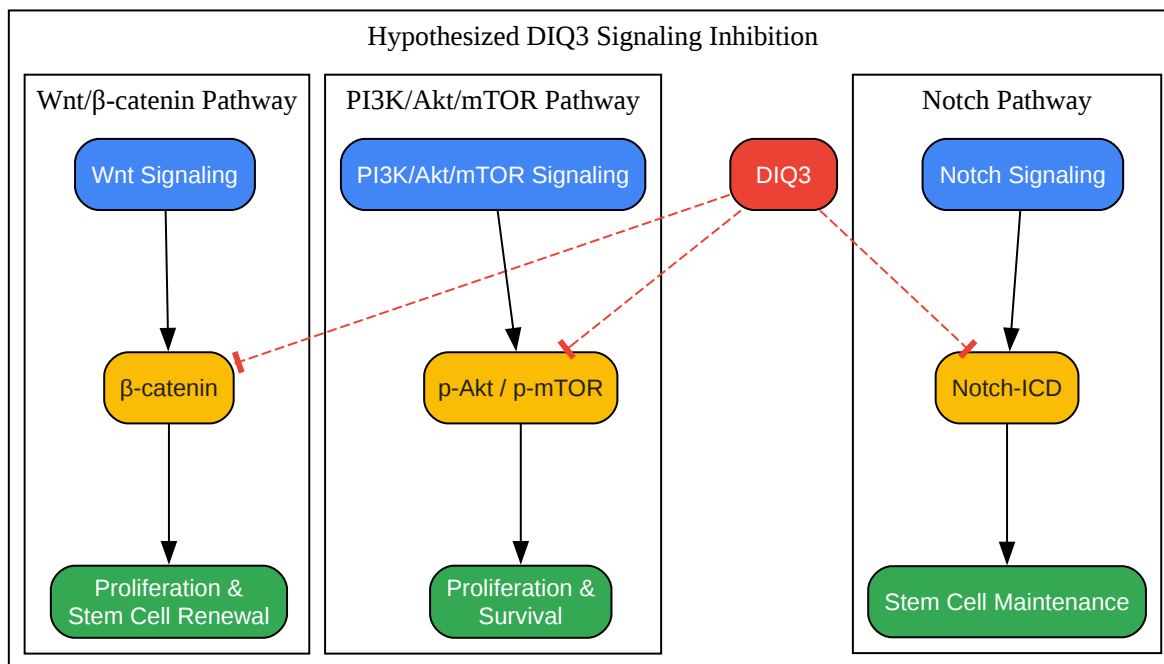 Hypothesized DIQ3 Signaling Inhibition
Wnt/β-catenin Pathway
PI3K/Akt/mTOR Pathway
Notch Pathway
Wnt Signaling
PI3K/Akt/mTOR Signaling
DIQ3
Notch Signaling
β-catenin
p-Akt / p-mTOR
Notch-ICD
Proliferation &
Stem Cell Renewal
Proliferation &
Survival
Stem Cell Maintenance